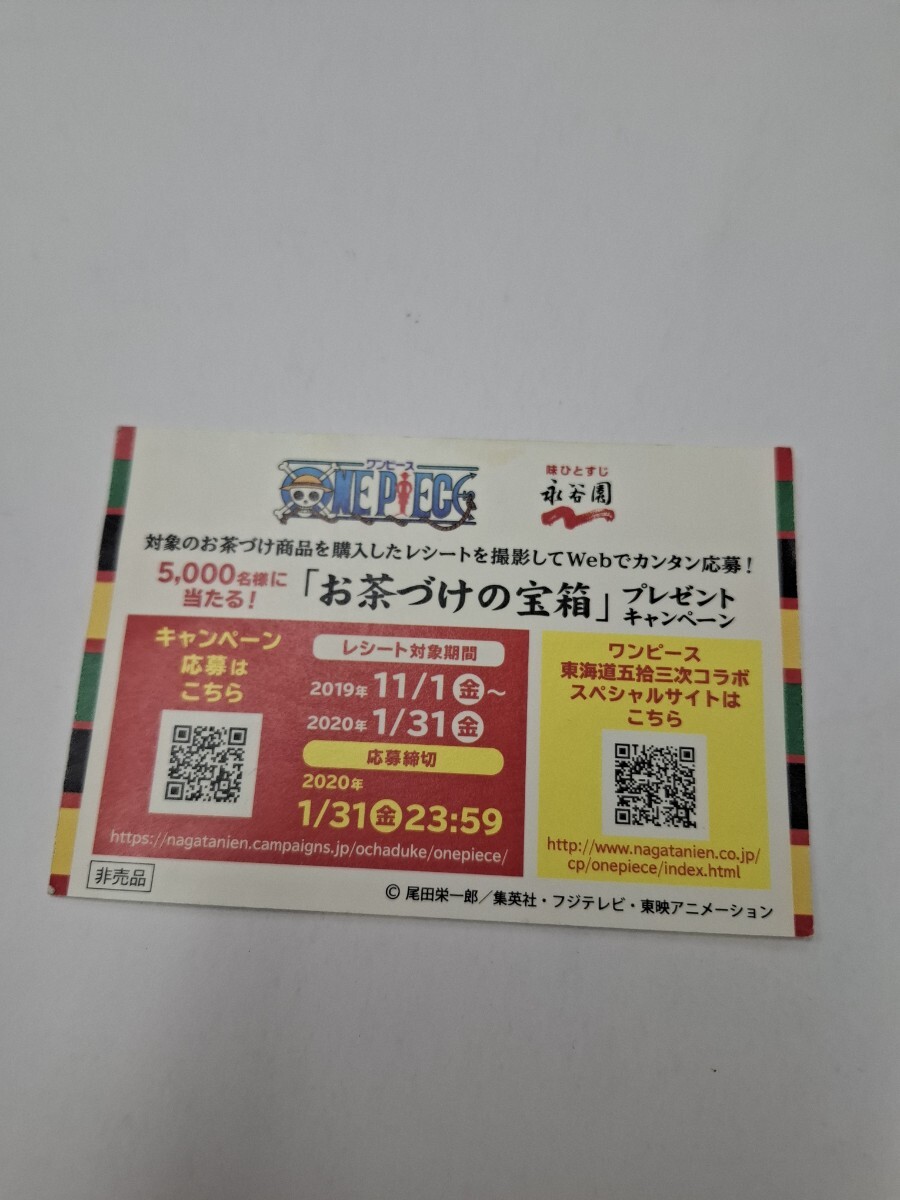 ワンピース
ONE PIECE
味ひとすじ
永谷園
対象のお茶づけ商品を購入したレシートを撮影してWebでカンタン応募!
5,000名様に
当たる!
「お茶づけの宝箱」プレゼント
キャンペーン
キャンペーン
応募は
こちら
レシート対象期間
2019年 11/1金~
2020年 1/31金
応募締切
2020年
1/31金23:59
https://nagatanien.campaigns.jp/ochaduke/onepiece/
ワンピース
東海道五拾三次コラボ
スペシャルサイトは
こちら
http://www.nagatanien.co.jp/
cp/onepiece/index.html
非売品
© 尾田栄一郎/集英社・フジテレビ・東映アニメーション